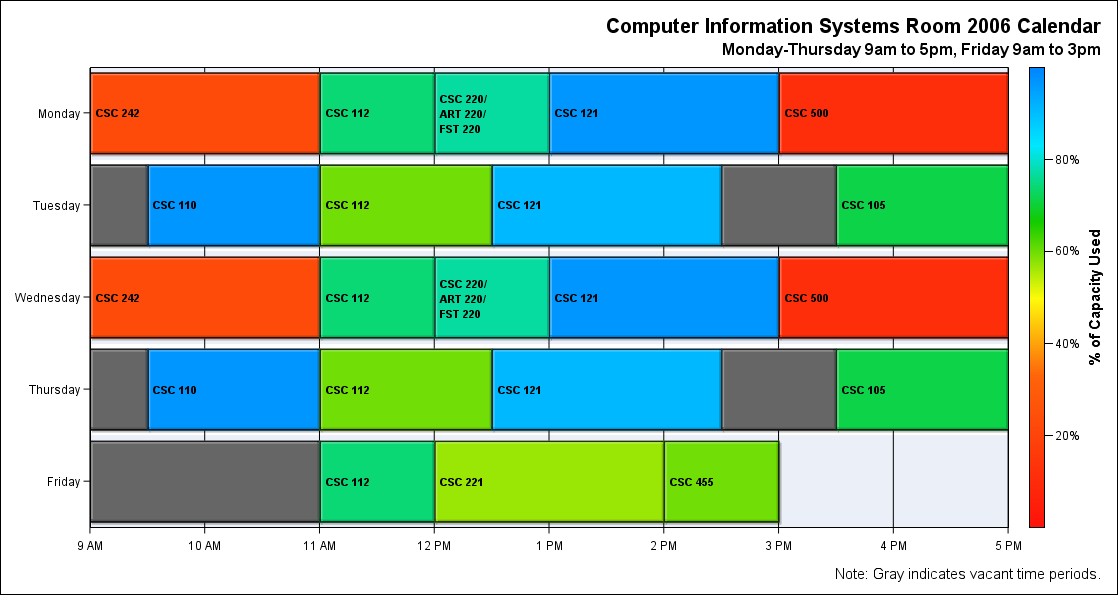 Computer Information Systems Room 2006 Calendar
Monday-Thursday 9am to 5pm, Friday 9am to 3pm
Monday
CSC 242
CSC 112
CSC 220/
ART 220/
FST 220
CSC 121
CSC 500
Tuesday
CSC 110
CSC 112
CSC 121
CSC 105
Wednesday
CSC 242
CSC 112
CSC 220/
ART 220/
FST 220
CSC 121
CSC 500
Thursday
CSC 110
CSC 112
CSC 121
CSC 105
Friday
CSC 112
CSC 221
CSC 455
9 AM
10 AM
11 AM
12 PM
1 PM
2 PM
3 PM
4 PM
5 PM
80%
60%
40%
20%
% of Capacity Used
Note: Gray indicates vacant time periods.